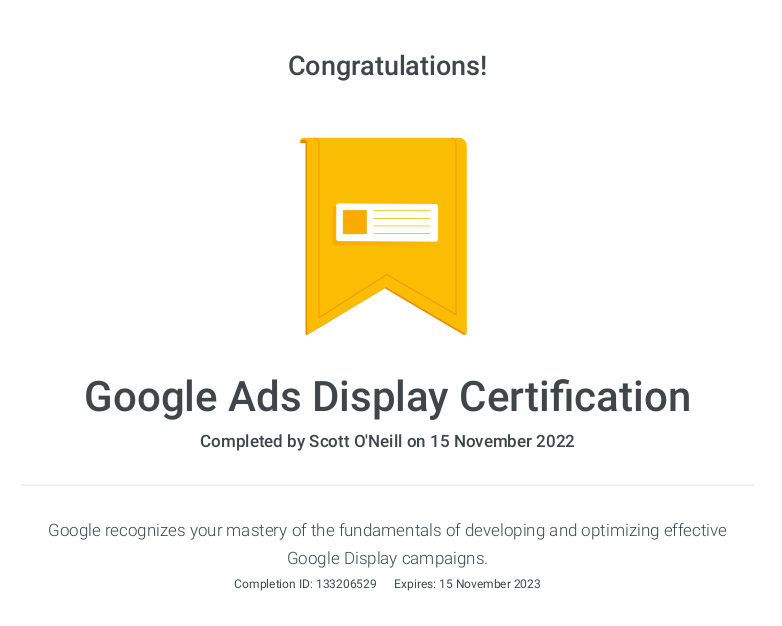 Congratulations!
Google Ads Display Certification
Completed by Scott O'Neill on 15 November 2022
Google recognizes your mastery of the fundamentals of developing and optimizing effective
Google Display campaigns.
Completion ID: 133206529 Expires: 15 November 2023